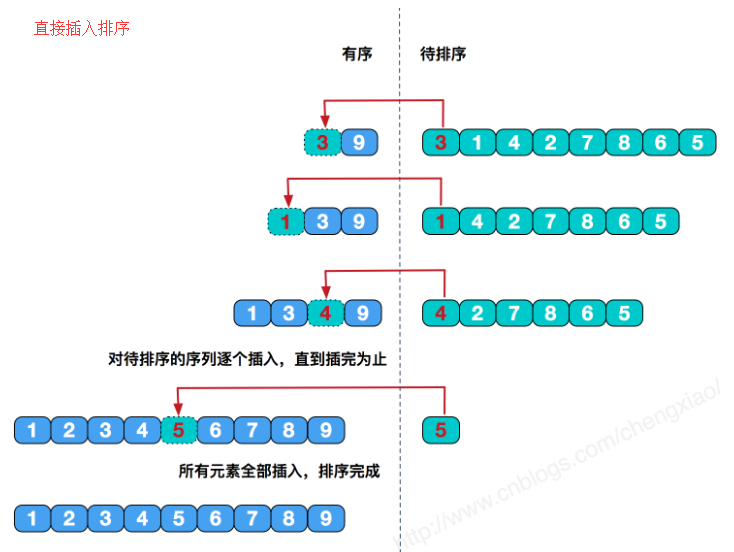 直接插入排序
有序 待排序
3 9 3 1 4 2 7 8 6 5
1 3 9 1 4 2 7 8 6 5
1 3 4 9 4 2 7 8 6 5
对待排序的序列逐个插入，直到插完为止
1 2 3 4 5 6 7 8 9 5
所有元素全部插入，排序完成
1 2 3 4 5 6 7 8 9
http://www.cnblogs.com/chengxiao/